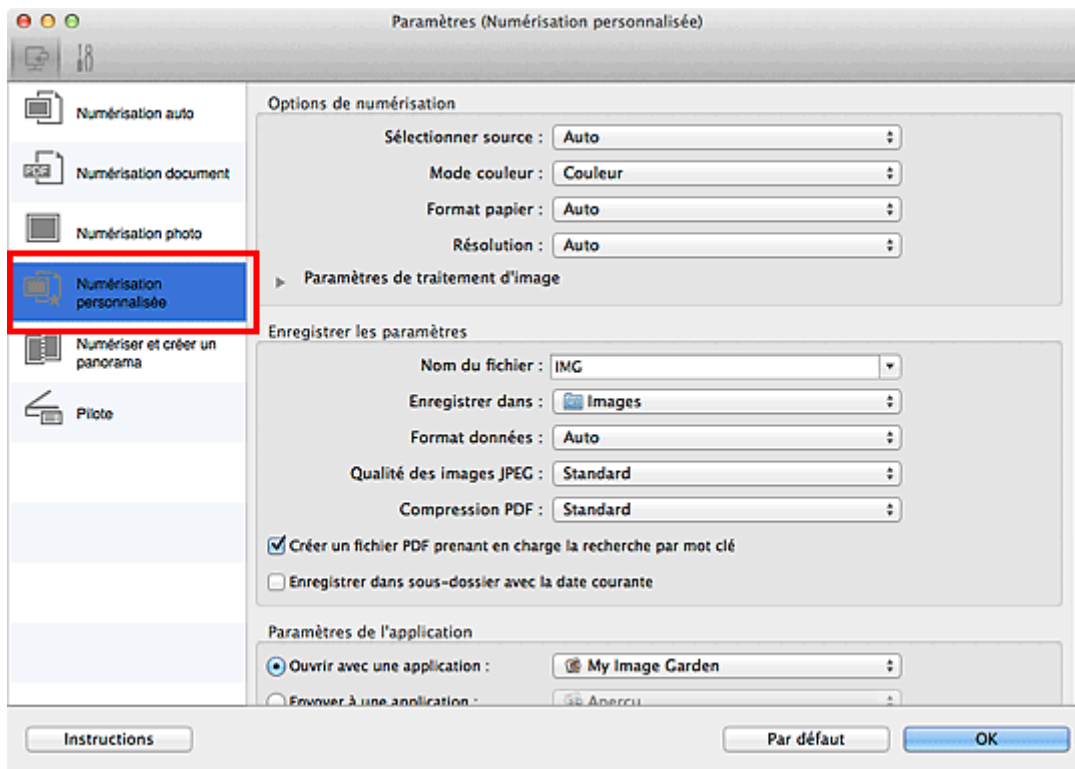 Paramètres (Numérisation personnalisée)
Numérisation auto
Numérisation document
Numérisation photo
Numérisation
personnalisée
Numériser et créer un
panorama
Pilote
Options de numérisation
Sélectionner source : Auto
Mode couleur : Couleur
Format papier : Auto
Résolution : Auto
Paramètres de traitement d'image
Enregistrer les paramètres
Nom du fichier : IMG
Enregistrer dans : Images
Format données : Auto
Qualité des images JPEG : Standard
Compression PDF : Standard
Créer un fichier PDF prenant en charge la recherche par mot clé
Enregistrer dans sous-dossier avec la date courante
Paramètres de l'application
Ouvrir avec une application : My Image Garden
Envoyer à une application : Aperçu
Instructions
Par défaut
OK